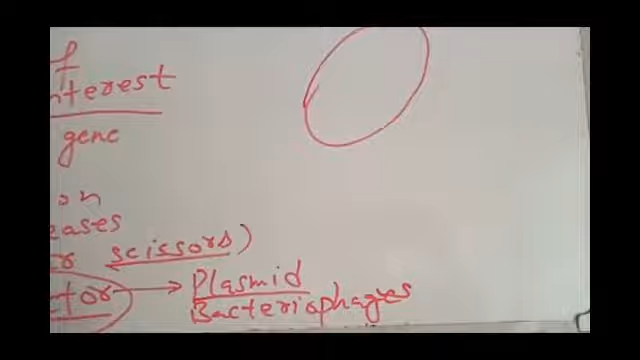 f
nterest
gene
on
eases
r scissors)
ctor → Plasmid
Bacteriophages